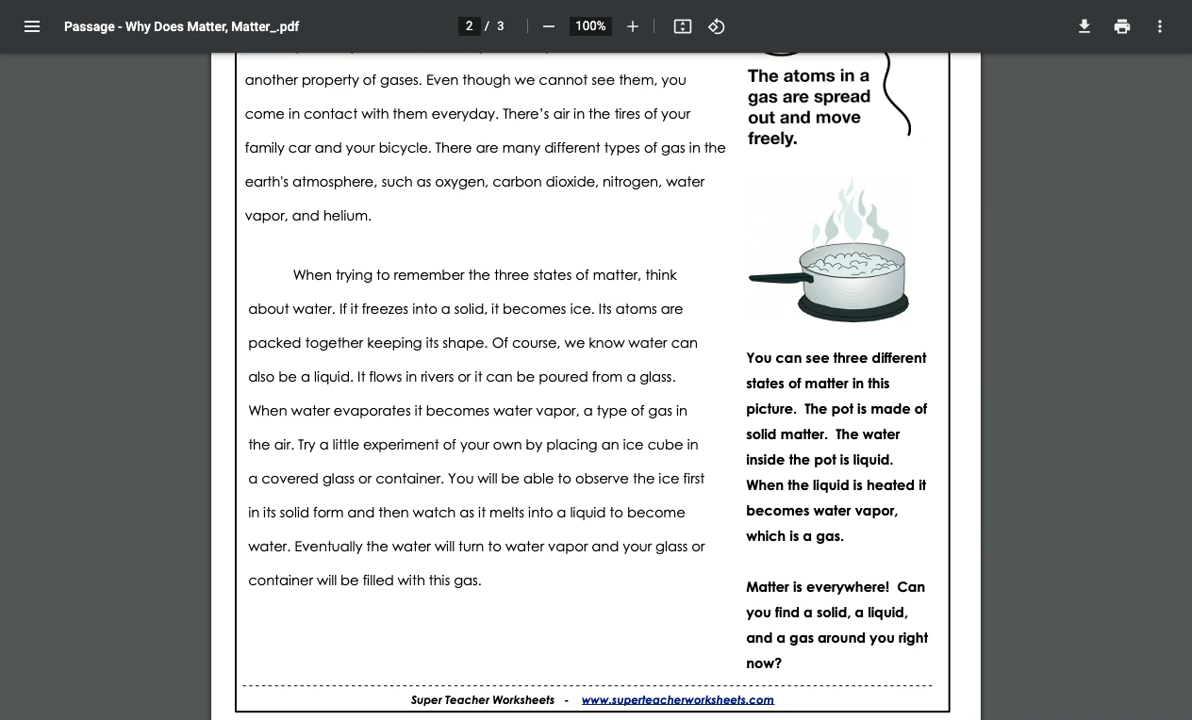 Passage - Why Does Matter, Matter_.pdf
2 / 3
100%
another property of gases. Even though we cannot see them, you
come in contact with them everyday. There’s air in the tires of your
family car and your bicycle. There are many different types of gas in the
earth's atmosphere, such as oxygen, carbon dioxide, nitrogen, water
vapor, and helium.
When trying to remember the three states of matter, think
about water. If it freezes into a solid, it becomes ice. Its atoms are
packed together keeping its shape. Of course, we know water can
also be a liquid. It flows in rivers or it can be poured from a glass.
When water evaporates it becomes water vapor, a type of gas in
the air. Try a little experiment of your own by placing an ice cube in
a covered glass or container. You will be able to observe the ice first
in its solid form and then watch as it melts into a liquid to become
water. Eventually the water will turn to water vapor and your glass or
container will be filled with this gas.
The atoms in a
gas are spread
out and move
freely.
You can see three different
states of matter in this
picture. The pot is made of
solid matter. The water
inside the pot is liquid.
When the liquid is heated it
becomes water vapor,
which is a gas.
Matter is everywhere! Can
you find a solid, a liquid,
and a gas around you right
now?
Super Teacher Worksheets - www.superteacherworksheets.com